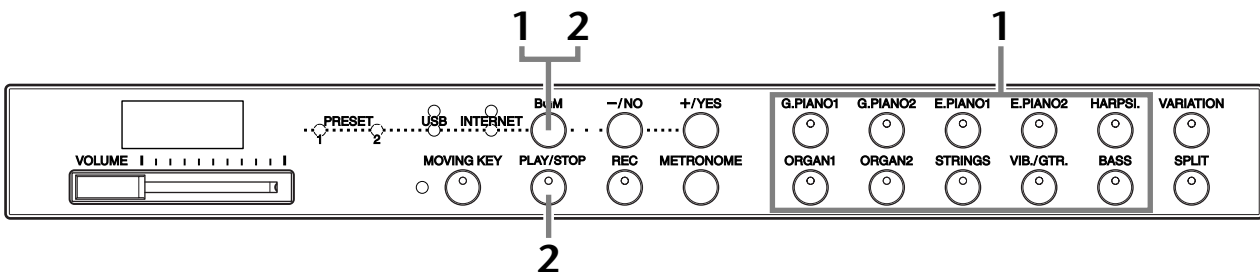 1 2 1
BGM −/NO +/YES G.PIANO1 G.PIANO2 E.PIANO1 E.PIANO2 HARPSI. VARIATION
PRESET USB INTERNET
1 2
VOLUME MOVING KEY PLAY/STOP REC METRONOME ORGAN1 ORGAN2 STRINGS VIB./GTR. BASS SPLIT
2